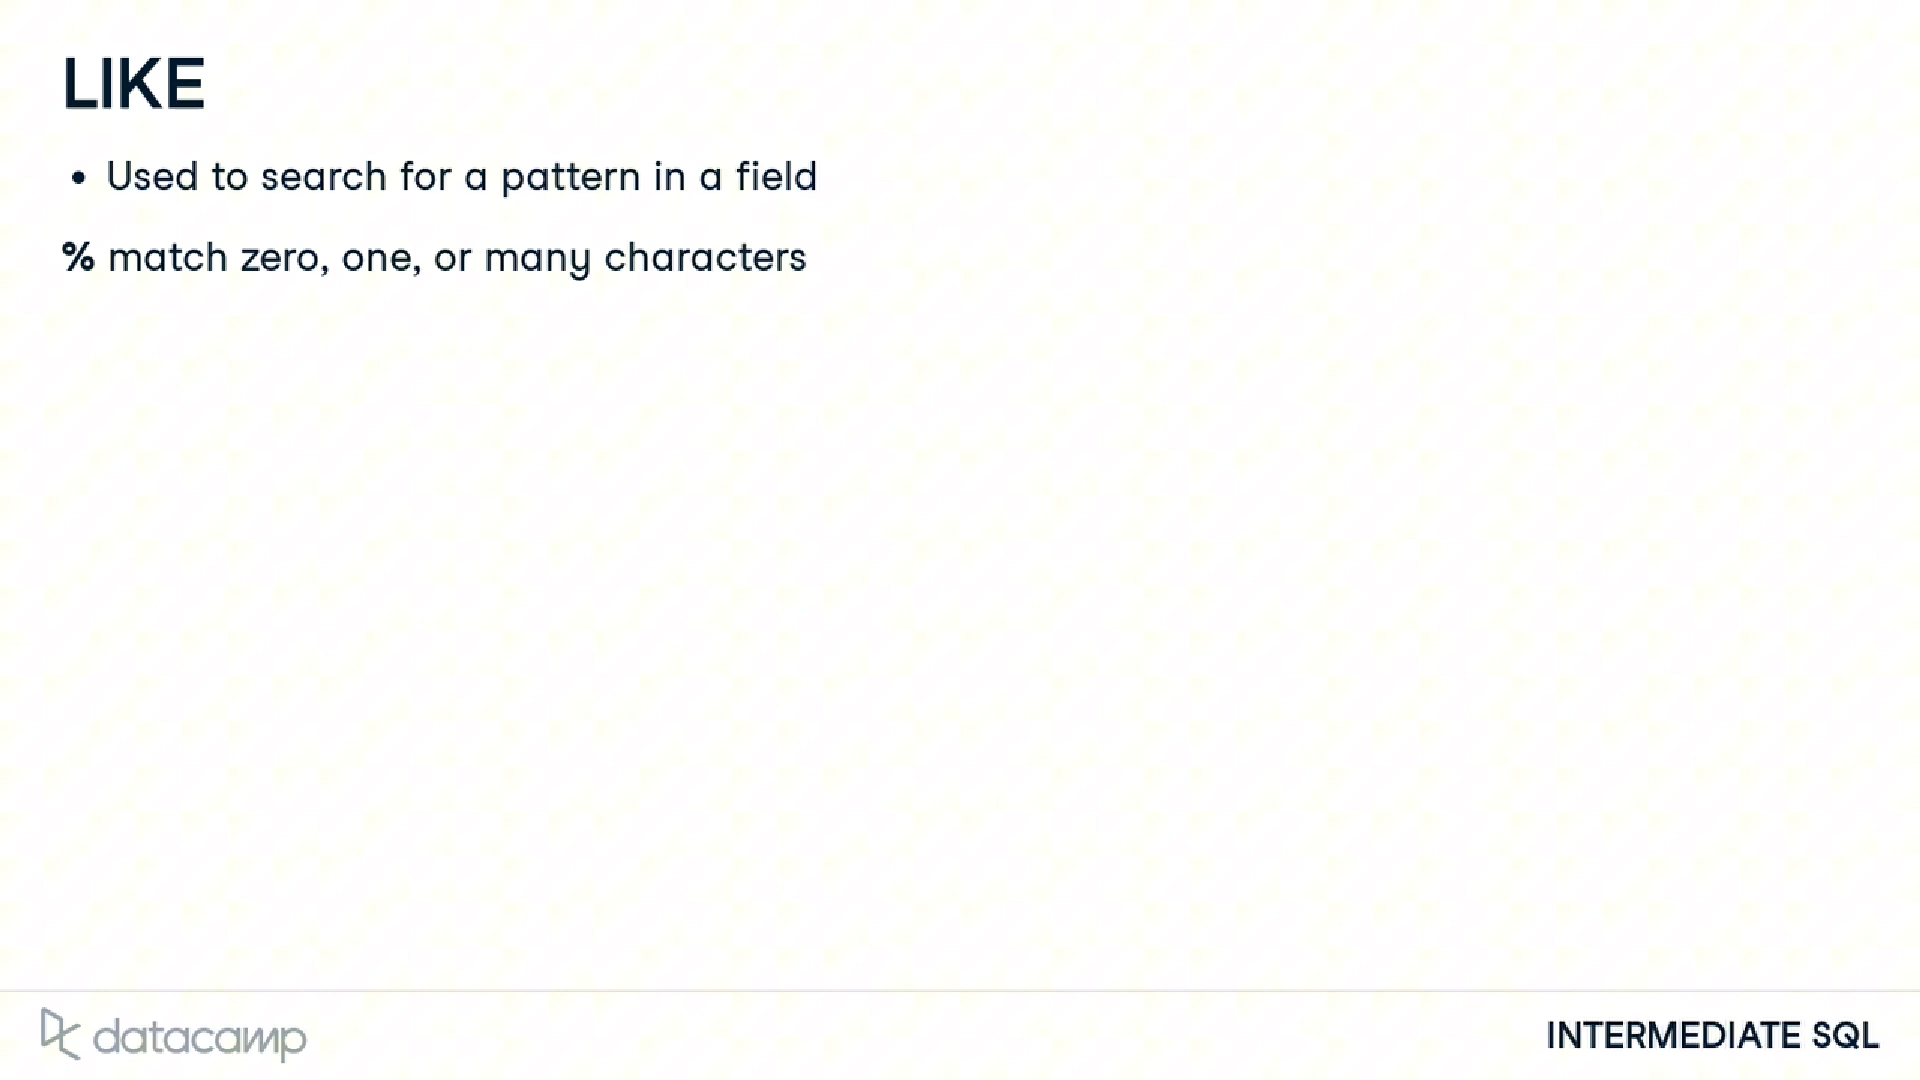 LIKE
• Used to search for a pattern in a field
% match zero, one, or many characters
datacamp
INTERMEDIATE SQL